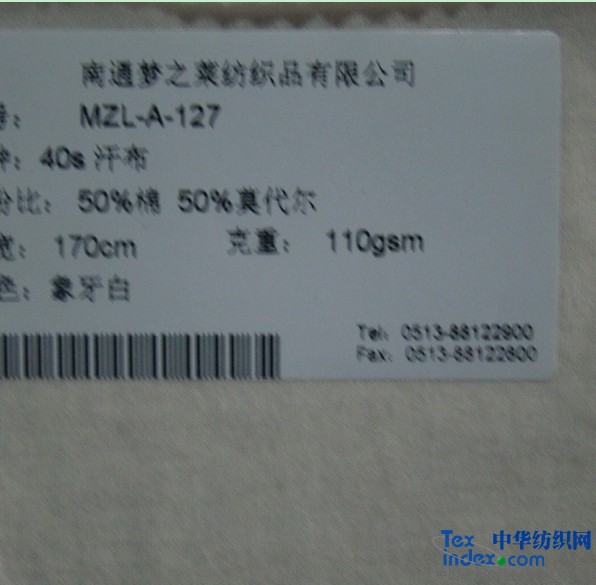 南通梦之莱纺织品有限公司
号： MZL-A-127
种：40s 汗布
份比： 50%棉 50%莫代尔
宽： 170cm 克重： 110gsm
色：象牙白
Tel：0513-88122900
Fax：0513-88122600
Tex 中华纺织网
index.com